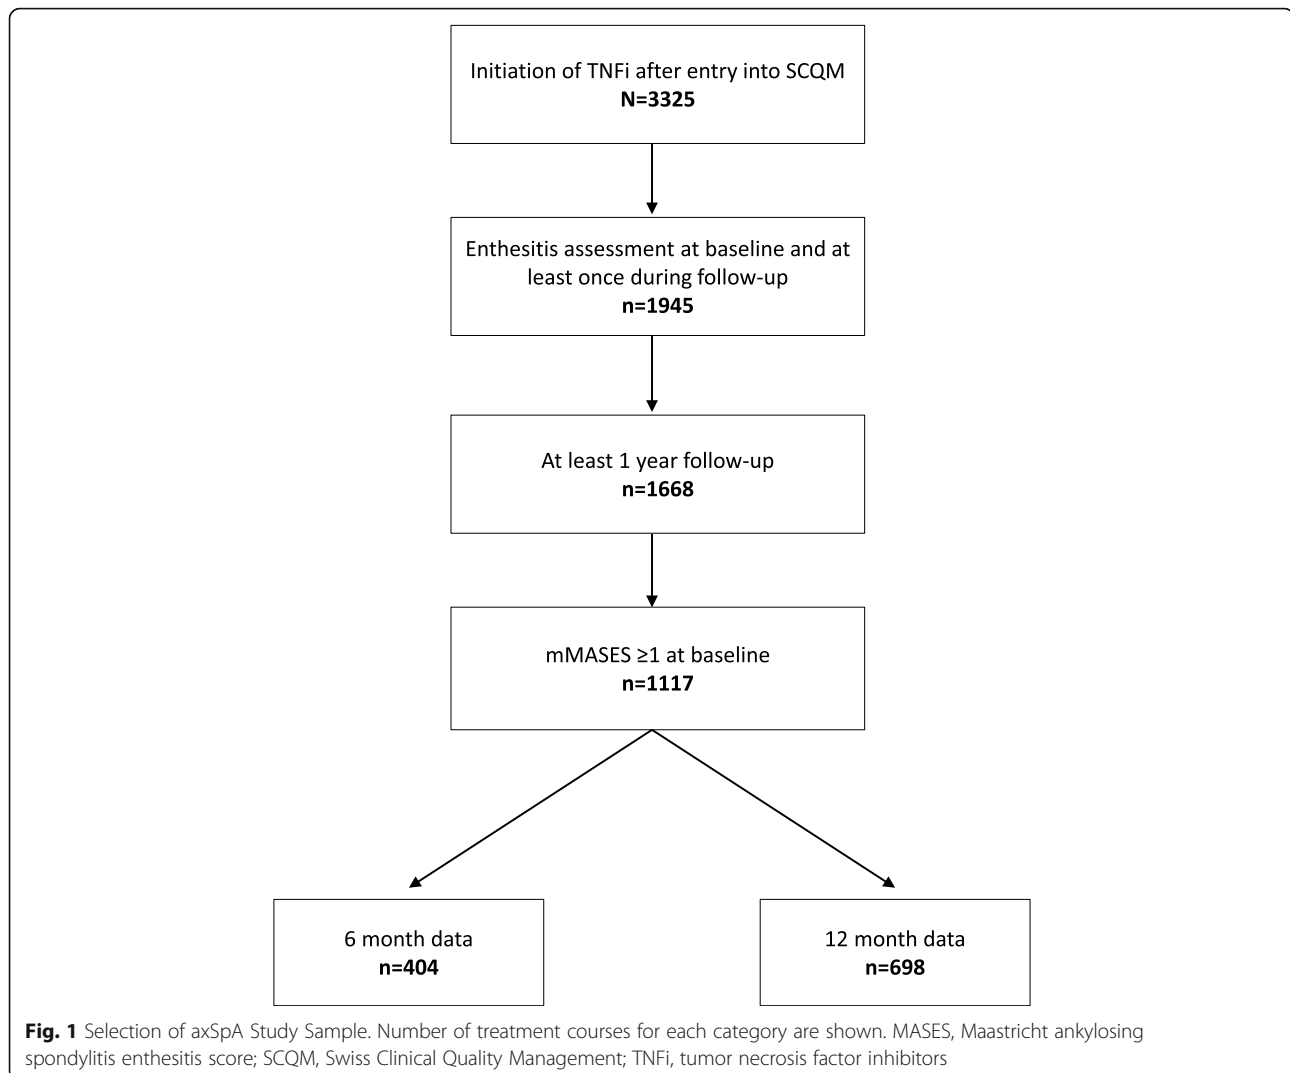 Initiation of TNFi after entry into SCQM
N=3325
Enthesitis assessment at baseline and at
least once during follow-up
n=1945
At least 1 year follow-up
n=1668
mMASES ≥1 at baseline
n=1117
6 month data
n=404
12 month data
n=698
Fig. 1 Selection of axSpA Study Sample. Number of treatment courses for each category are shown. MASES, Maastricht ankylosing
spondylitis enthesitis score; SCQM, Swiss Clinical Quality Management; TNFi, tumor necrosis factor inhibitors